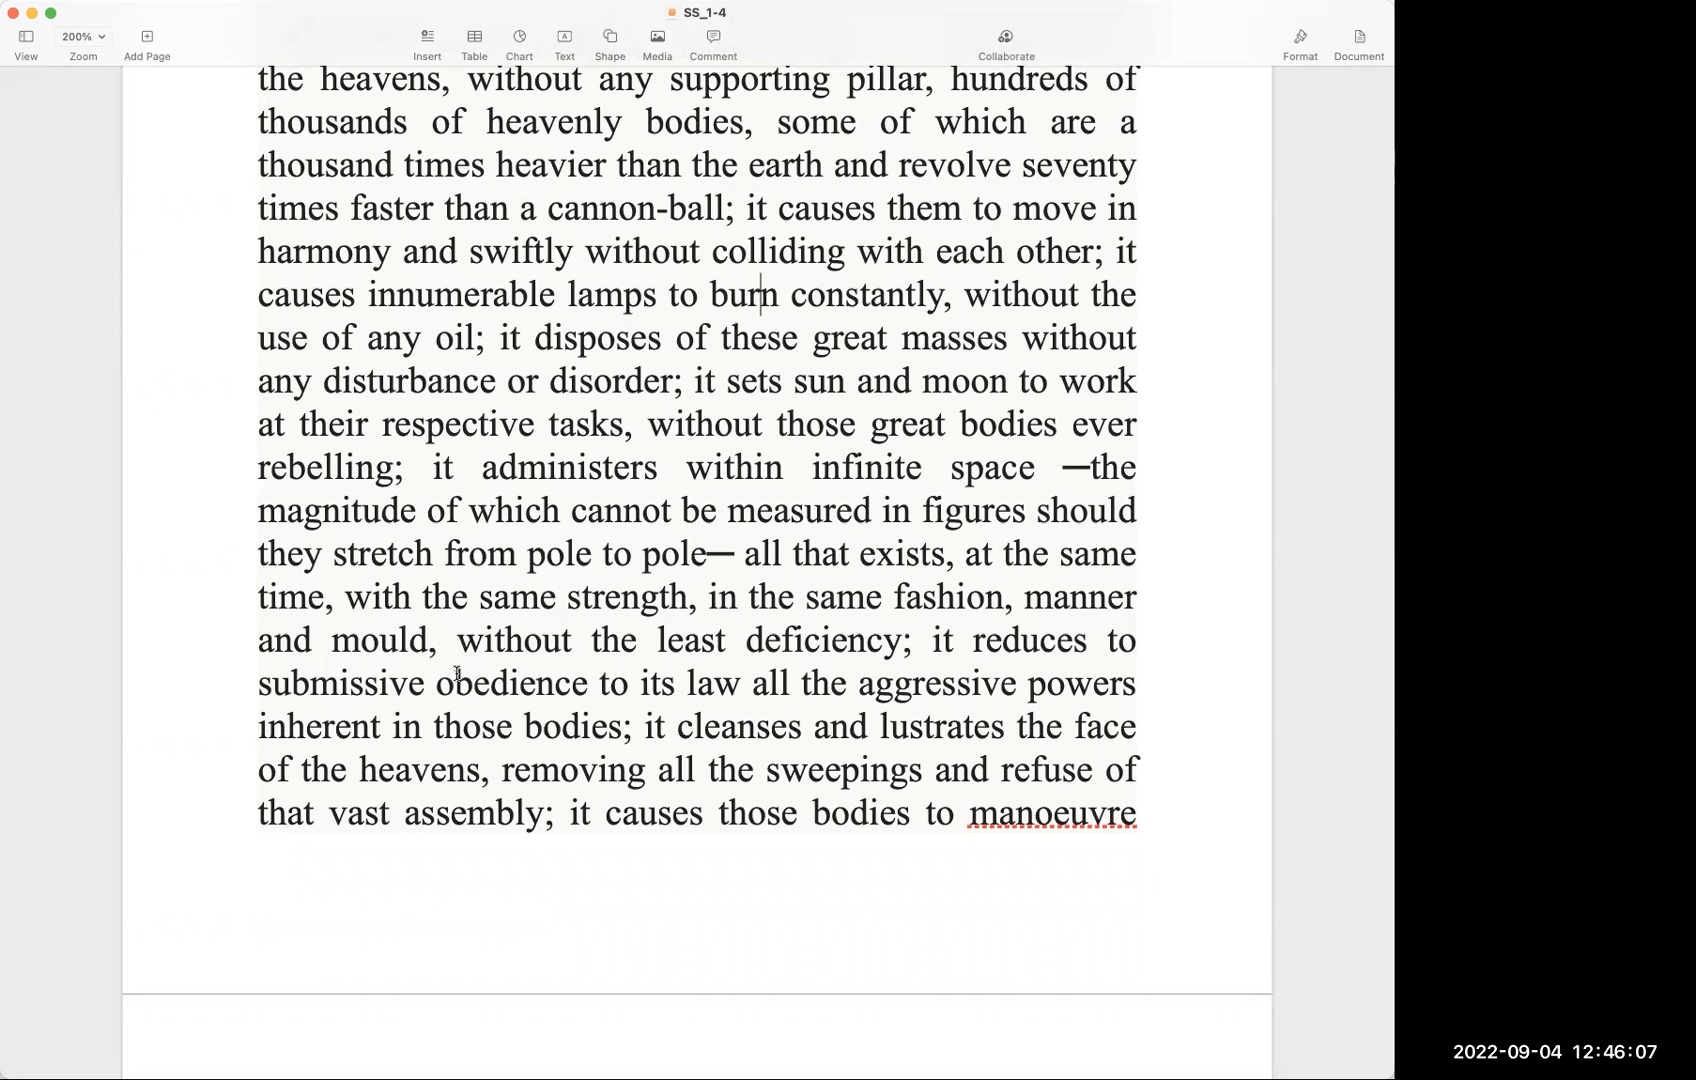 SS_1-4
200%
View Zoom Add Page Insert Table Chart Text Shape Media Comment Collaborate Format Document
the heavens, without any supporting pillar, hundreds of
thousands of heavenly bodies, some of which are a
thousand times heavier than the earth and revolve seventy
times faster than a cannon-ball; it causes them to move in
harmony and swiftly without colliding with each other; it
causes innumerable lamps to burn constantly, without the
use of any oil; it disposes of these great masses without
any disturbance or disorder; it sets sun and moon to work
at their respective tasks, without those great bodies ever
rebelling; it administers within infinite space —the
magnitude of which cannot be measured in figures should
they stretch from pole to pole— all that exists, at the same
time, with the same strength, in the same fashion, manner
and mould, without the least deficiency; it reduces to
submissive obedience to its law all the aggressive powers
inherent in those bodies; it cleanses and lustrates the face
of the heavens, removing all the sweepings and refuse of
that vast assembly; it causes those bodies to manoeuvre
2022-09-04 12:46:07